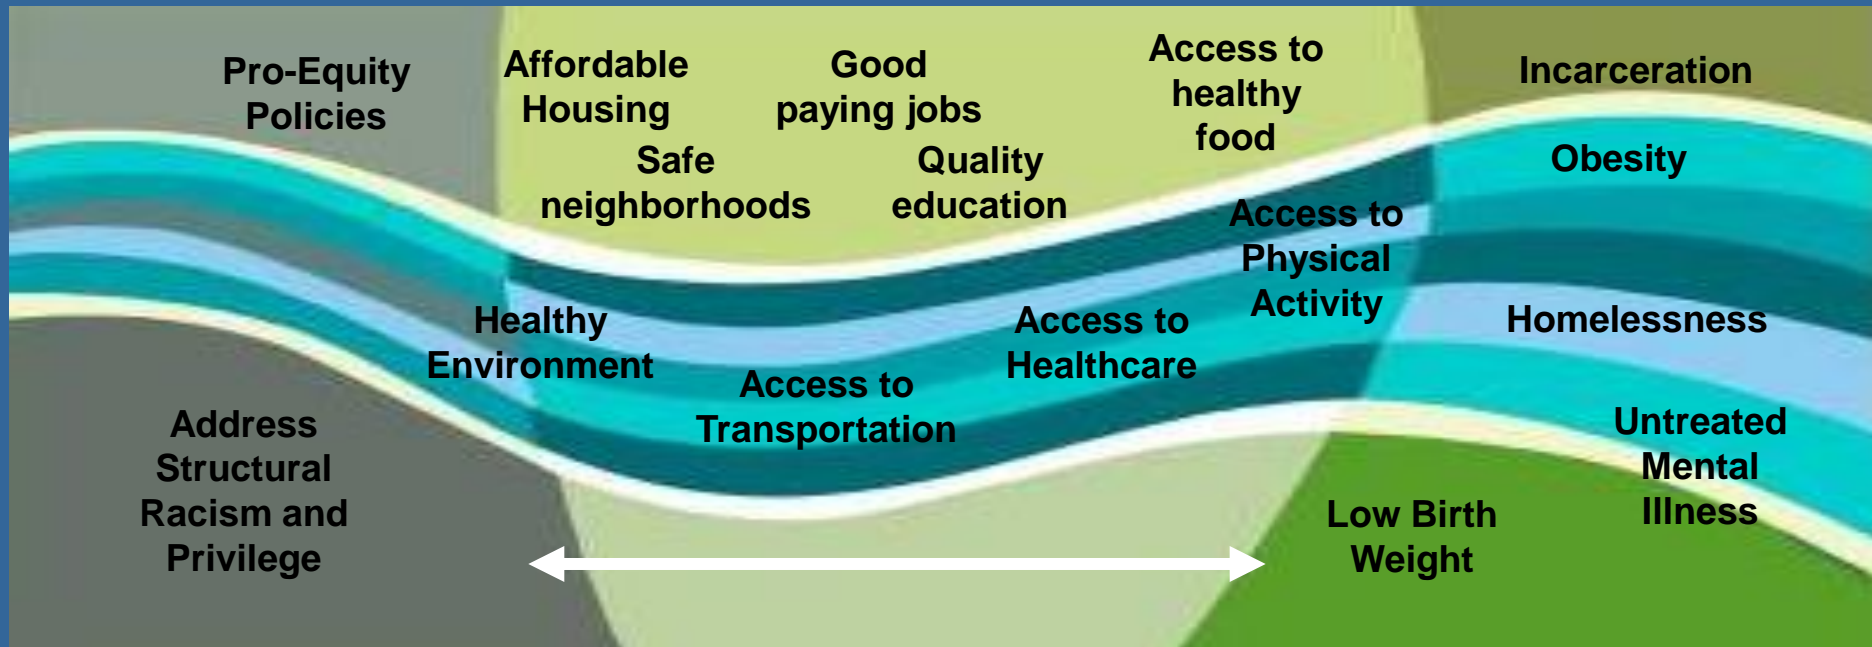 Pro-Equity
Policies
Address
Structural
Racism and
Privilege
Affordable
Housing
Good
paying jobs
Safe
neighborhoods
Quality
education
Access to
healthy
food
Healthy
Environment
Access to
Transportation
Access to
Healthcare
Access to
Physical
Activity
Incarceration
Obesity
Homelessness
Untreated
Mental
Illness
Low Birth
Weight